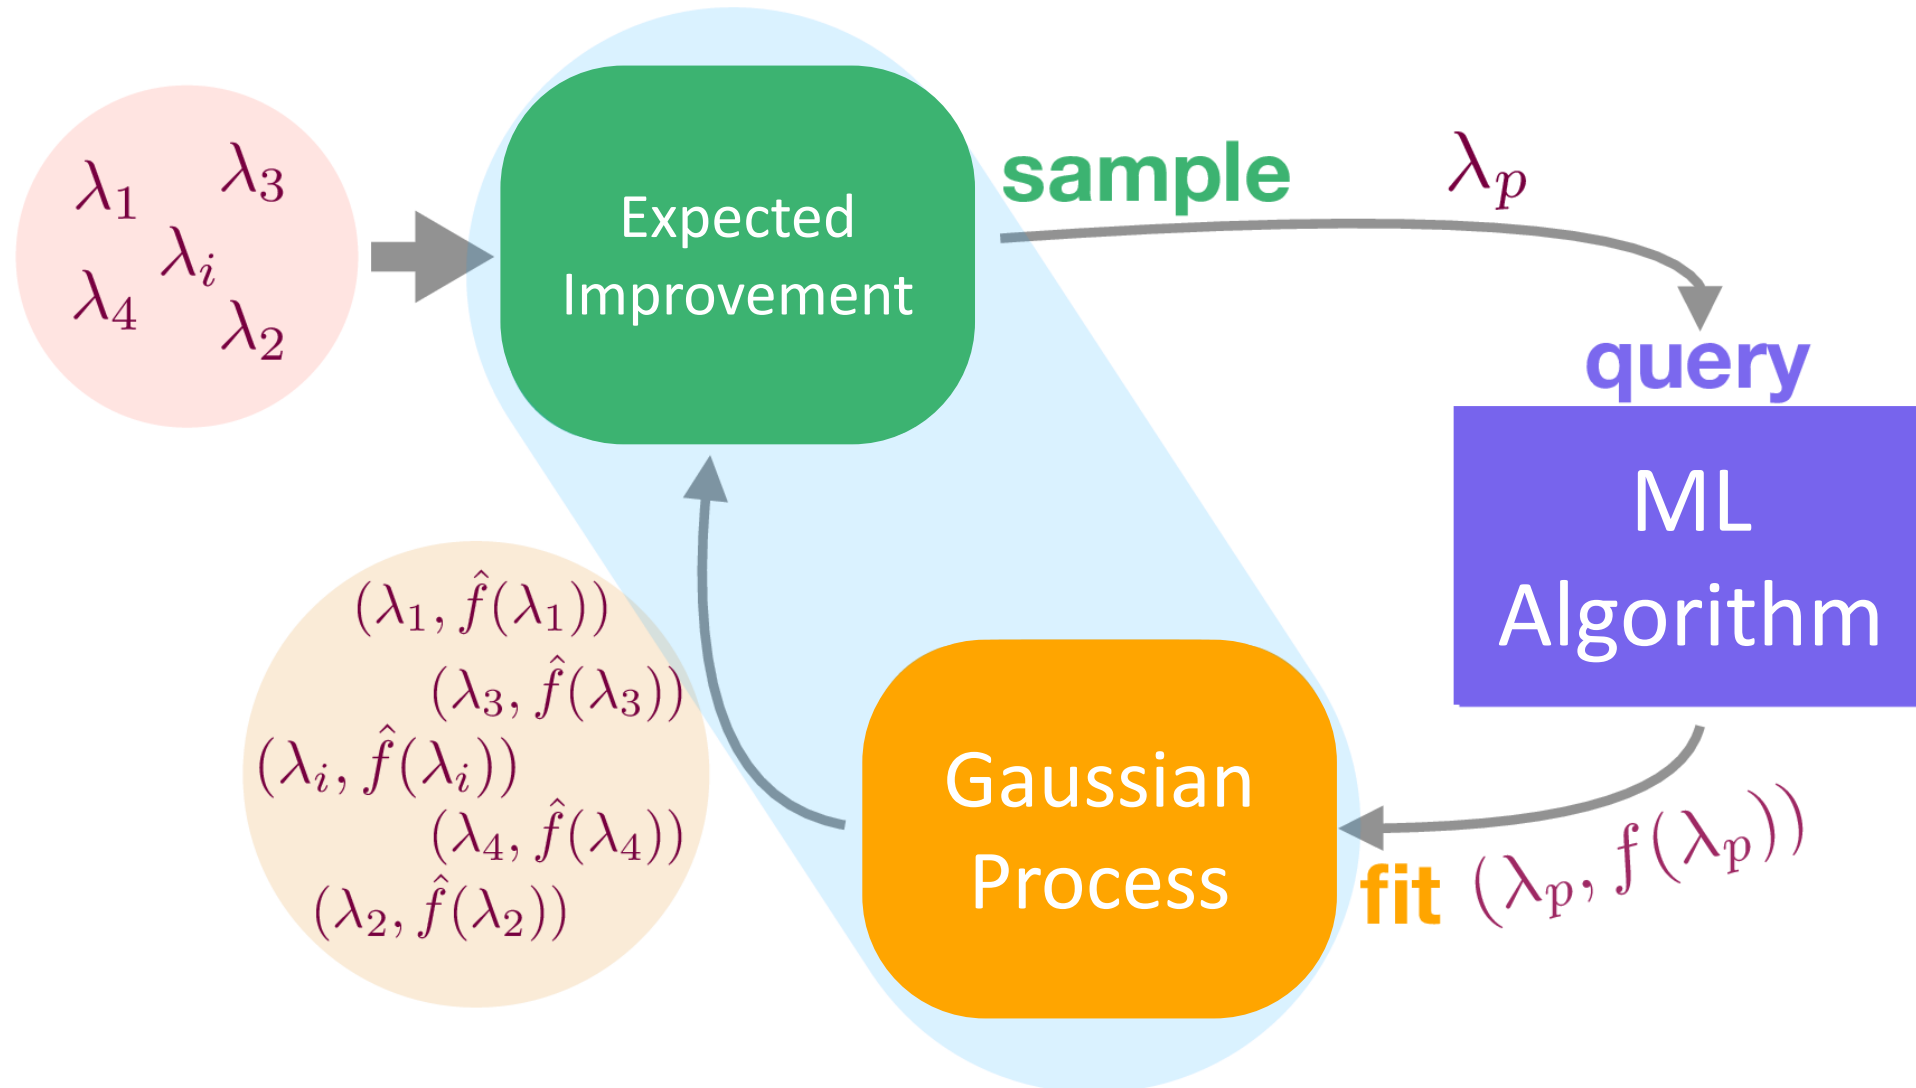 λ₁ λ₃
λᵢ
λ₄ λ₂
Expected
Improvement
sample λₚ
query
ML
Algorithm
(λ₁, f̂(λ₁))
(λ₃, f̂(λ₃))
(λᵢ, f̂(λᵢ))
(λ₄, f̂(λ₄))
(λ₂, f̂(λ₂))
Gaussian
Process
fit (λₚ, f(λₚ))